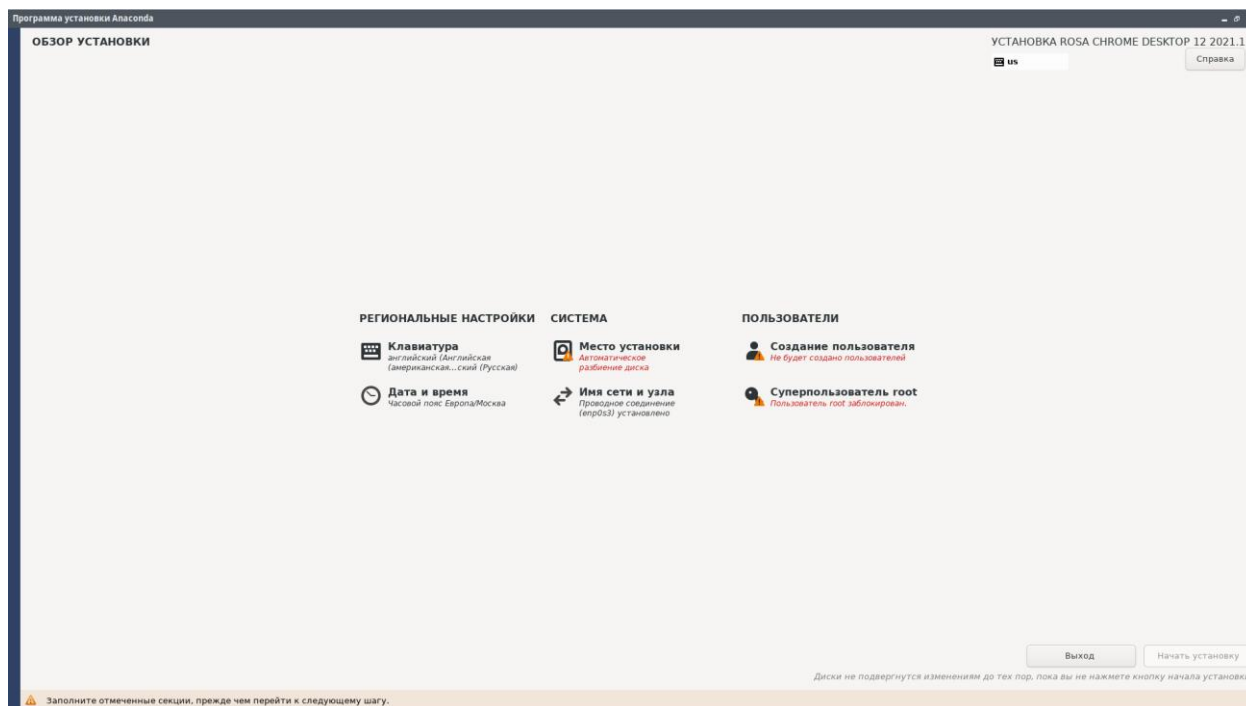 Программа установки Anaconda
ОБЗОР УСТАНОВКИ
УСТАНОВКА ROSA CHROME DESKTOP 12 2021.1
us
Справка
РЕГИОНАЛЬНЫЕ НАСТРОЙКИ
Клавиатура
английский (Английская
(американская...ский (Русская)
Дата и время
Часовой пояс Европа/Москва
СИСТЕМА
Место установки
Автоматическое
разбиение диска
Имя сети и узла
Проводное соединение
(enp0s3) установлено
ПОЛЬЗОВАТЕЛИ
Создание пользователя
Не будет создано пользователей
Суперпользователь root
Пользователь root заблокирован.
Выход
Начать установку
Диски не подвергнутся изменениям до тех пор, пока вы не нажмете кнопку начала установк
Заполните отмеченные секции, прежде чем перейти к следующему шагу.